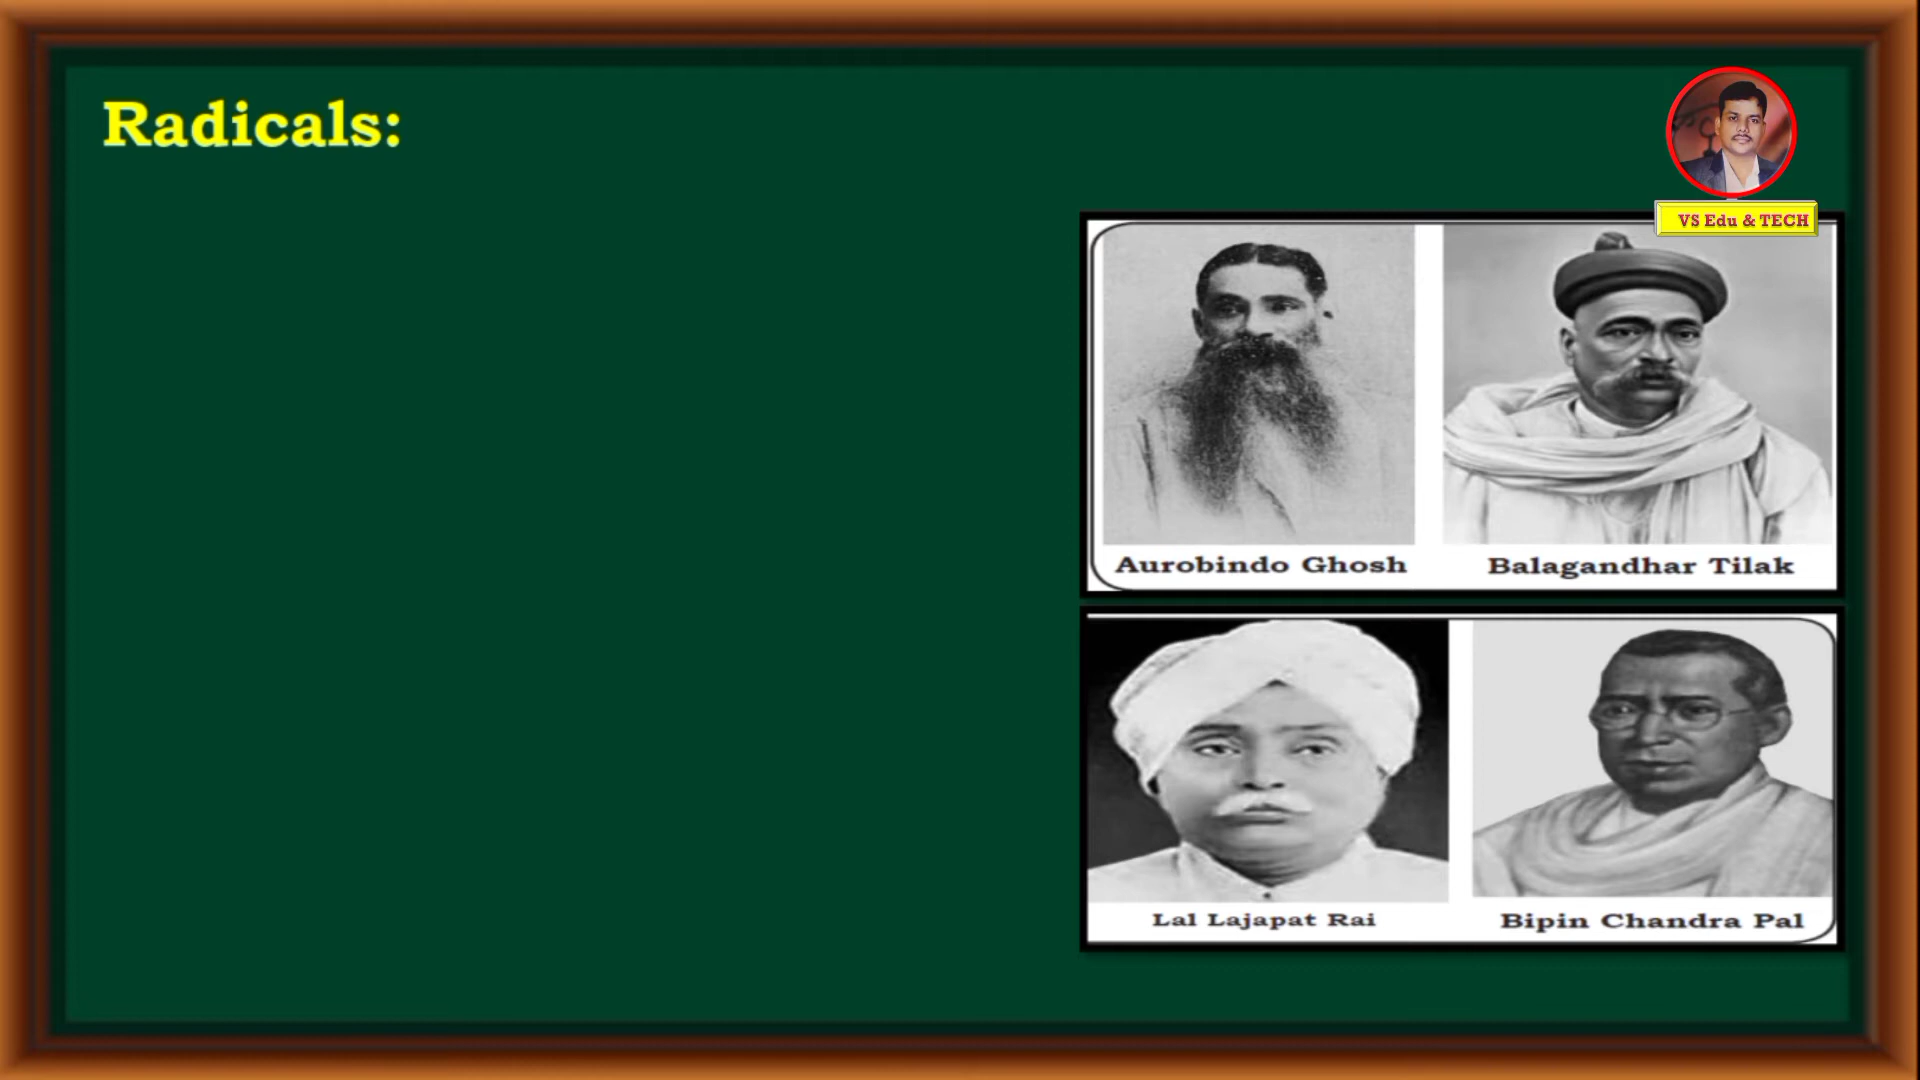 Radicals:
VS Edu & TECH
Aurobindo Ghosh
Balagandhar Tilak
Lal Lajapat Rai
Bipin Chandra Pal